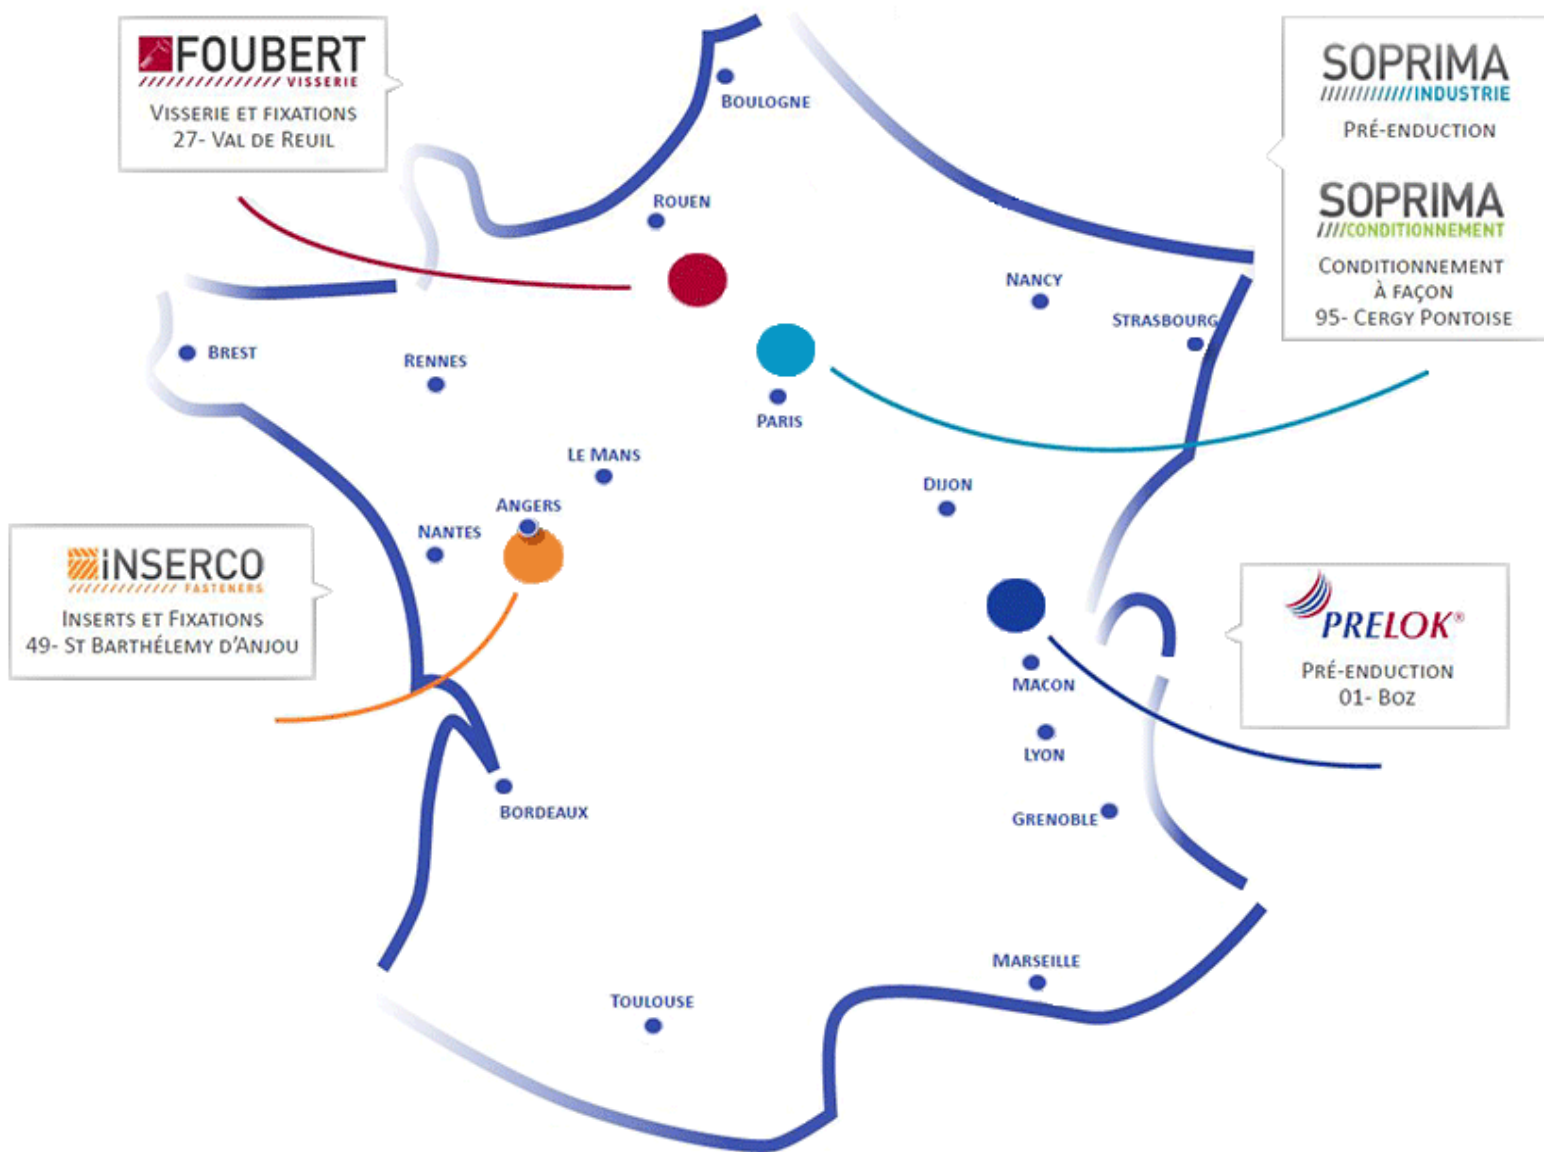 FOUBERT
VISSERIE
VISSERIE ET FIXATIONS
27- VAL DE REUIL
SOPRIMA
INDUSTRIE
PRÉ-ENDUCTION
SOPRIMA
CONDITIONNEMENT
CONDITIONNEMENT
À FAÇON
95- CERGY PONTOISE
BOULOGNE
ROUEN
NANCY
STRASBOURG
BREST
RENNES
PARIS
LE MANS
DIJON
ANGERS
NANTES
INSERCO
FASTENERS
INSERTS ET FIXATIONS
49- ST BARTHÉLEMY D'ANJOU
PRELOK®
PRÉ-ENDUCTION
01- BOZ
MACON
LYON
BORDEAUX
GRENOBLE
MARSEILLE
TOULOUSE